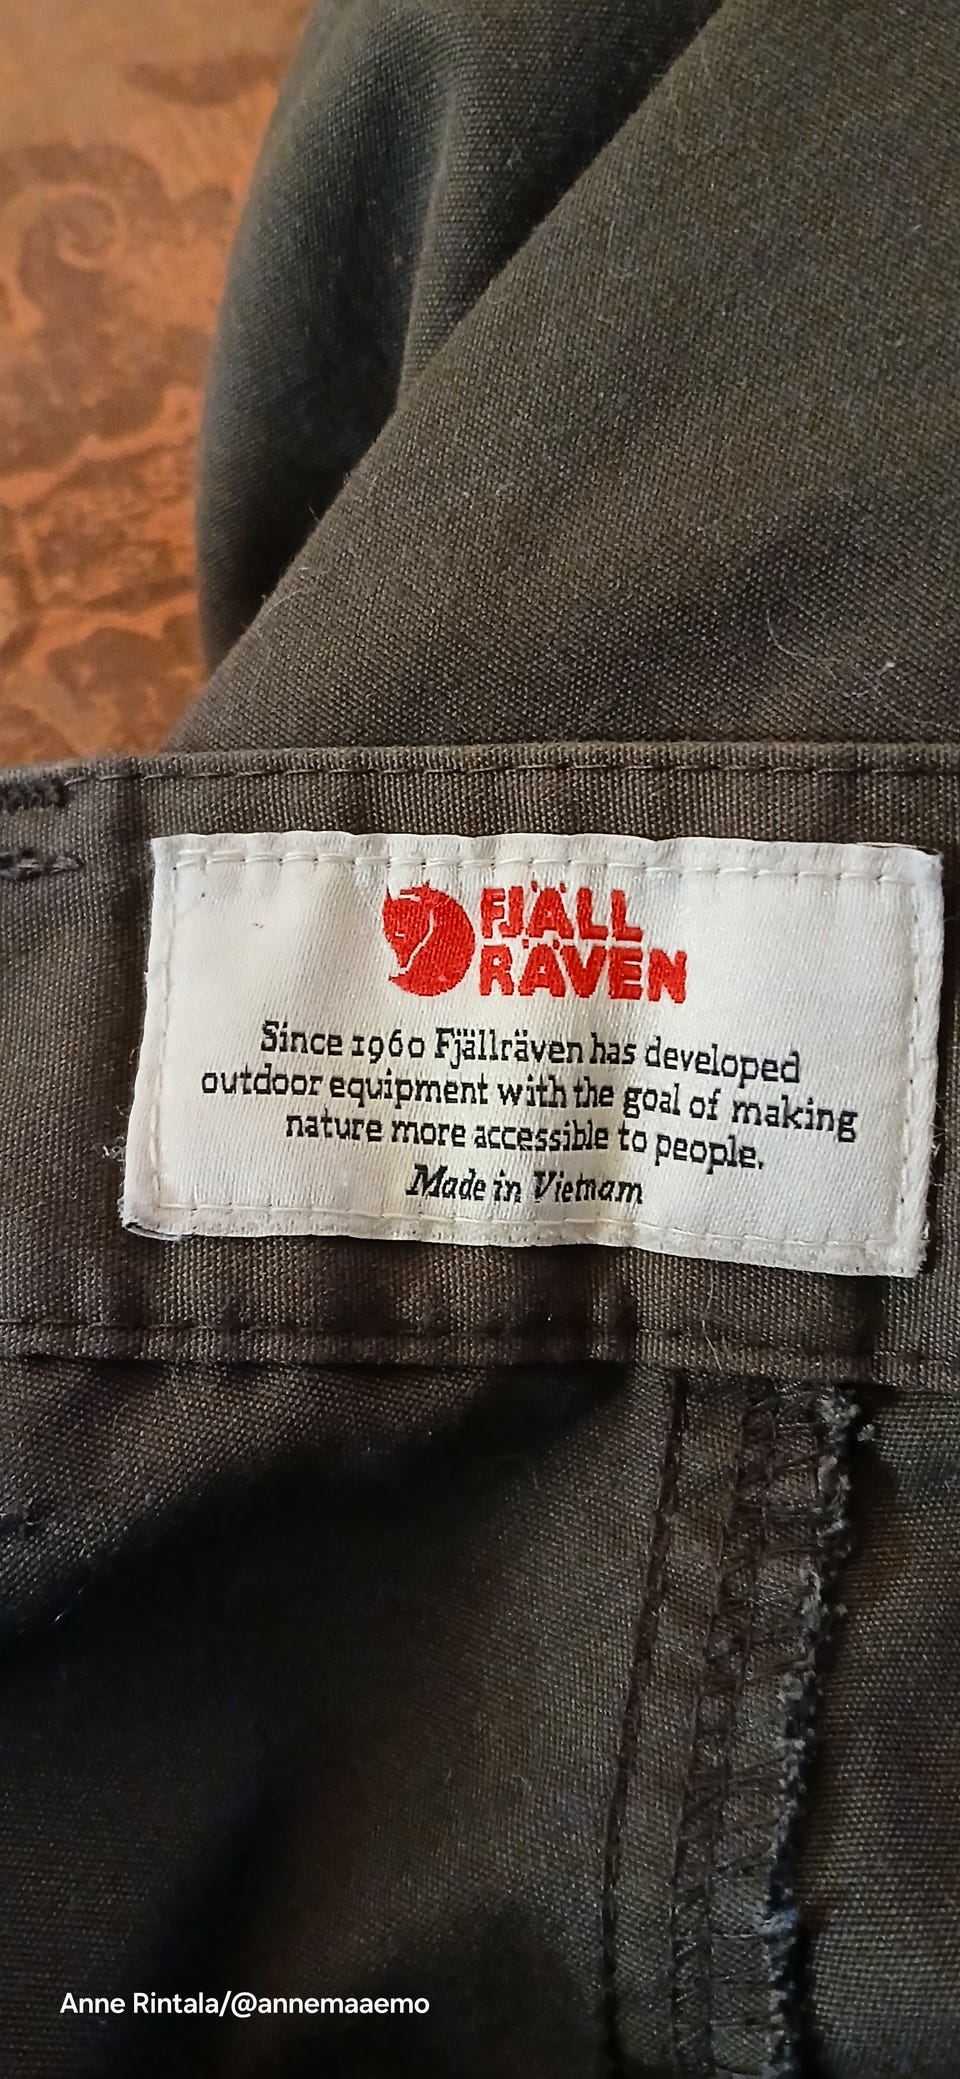 FJÄLL
RÄVEN
Since 1960 Fjällräven has developed
outdoor equipment with the goal of making
nature more accessible to people.
Made in Vietnam
Anne Rintala/@annemaaemo